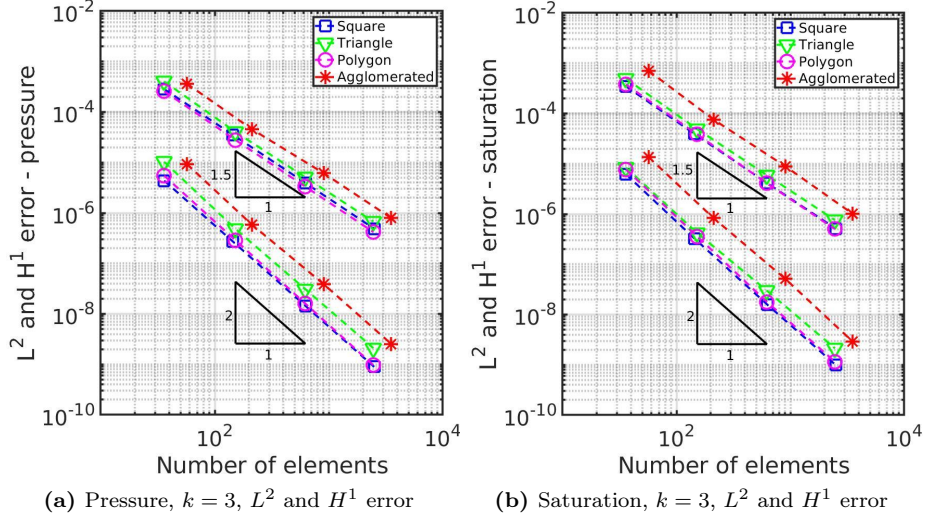 10^-2
10^-4
10^-6
10^-8
10^-10
L^2 and H^1 error - pressure
Square
Triangle
Polygon
Agglomerated
1.5
1
2
1
10^2
10^4
Number of elements
(a) Pressure, k = 3, L^2 and H^1 error
10^-2
10^-4
10^-6
10^-8
10^-10
L^2 and H^1 error - saturation
Square
Triangle
Polygon
Agglomerated
1.5
1
2
1
10^2
10^4
Number of elements
(b) Saturation, k = 3, L^2 and H^1 error